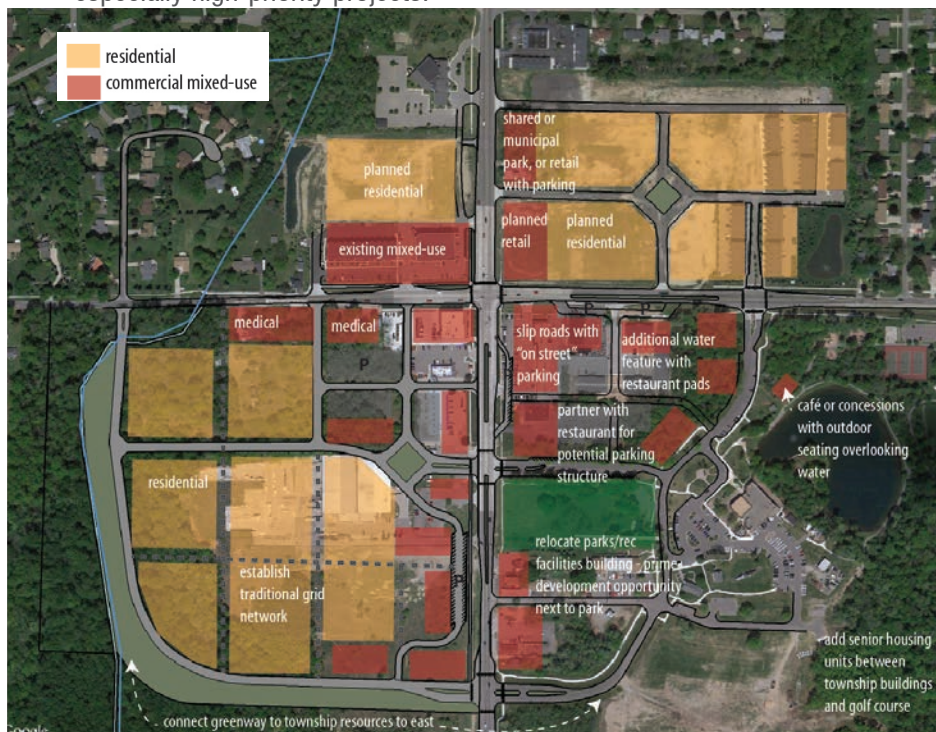 especially high-priority projects.
residential
commercial mixed-use
planned
residential
shared or
municipal
park, or retail
with parking
planned
retail
planned
residential
existing mixed-use
medical
medical
P
slip roads with
"on street"
parking
additional water
feature with
restaurant pads
partner with
restaurant for
potential parking
structure
café or concessions
with outdoor
seating overlooking
water
residential
establish
traditional grid
network
relocate parks/rec
facilities building - prime
development opportunity
next to park
add senior housing
units between
township buildings
and golf course
connect greenway to township resources to east